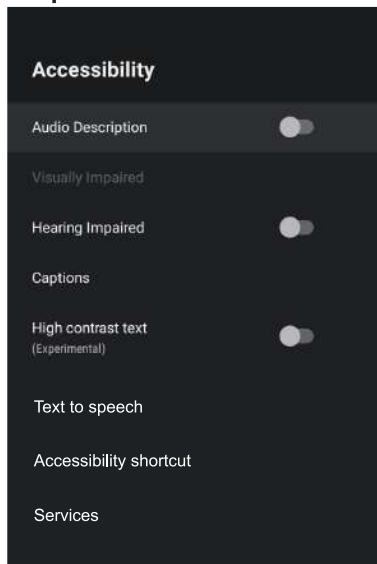 Accessibility
Audio Description
Visually Impaired
Hearing Impaired
Captions
High contrast text
(Experimental)
Text to speech
Accessibility shortcut
Services